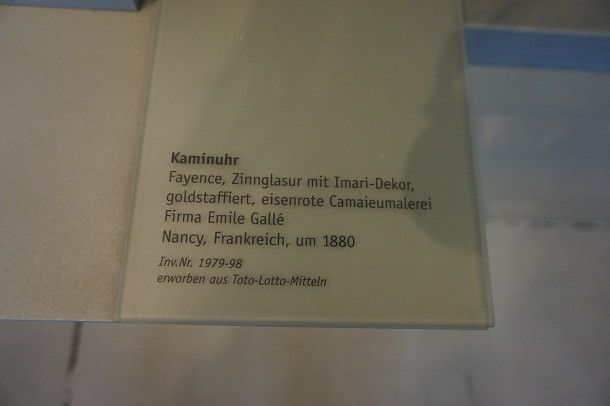 Kaminuhr
Fayence, Zinnglasur mit Imari-Dekor,
goldstaffiert, eisenrote Camaieumalerei
Firma Emile Gallé
Nancy, Frankreich, um 1880
Inv.Nr. 1979-98
erworben aus Toto-Lotto-Mitteln